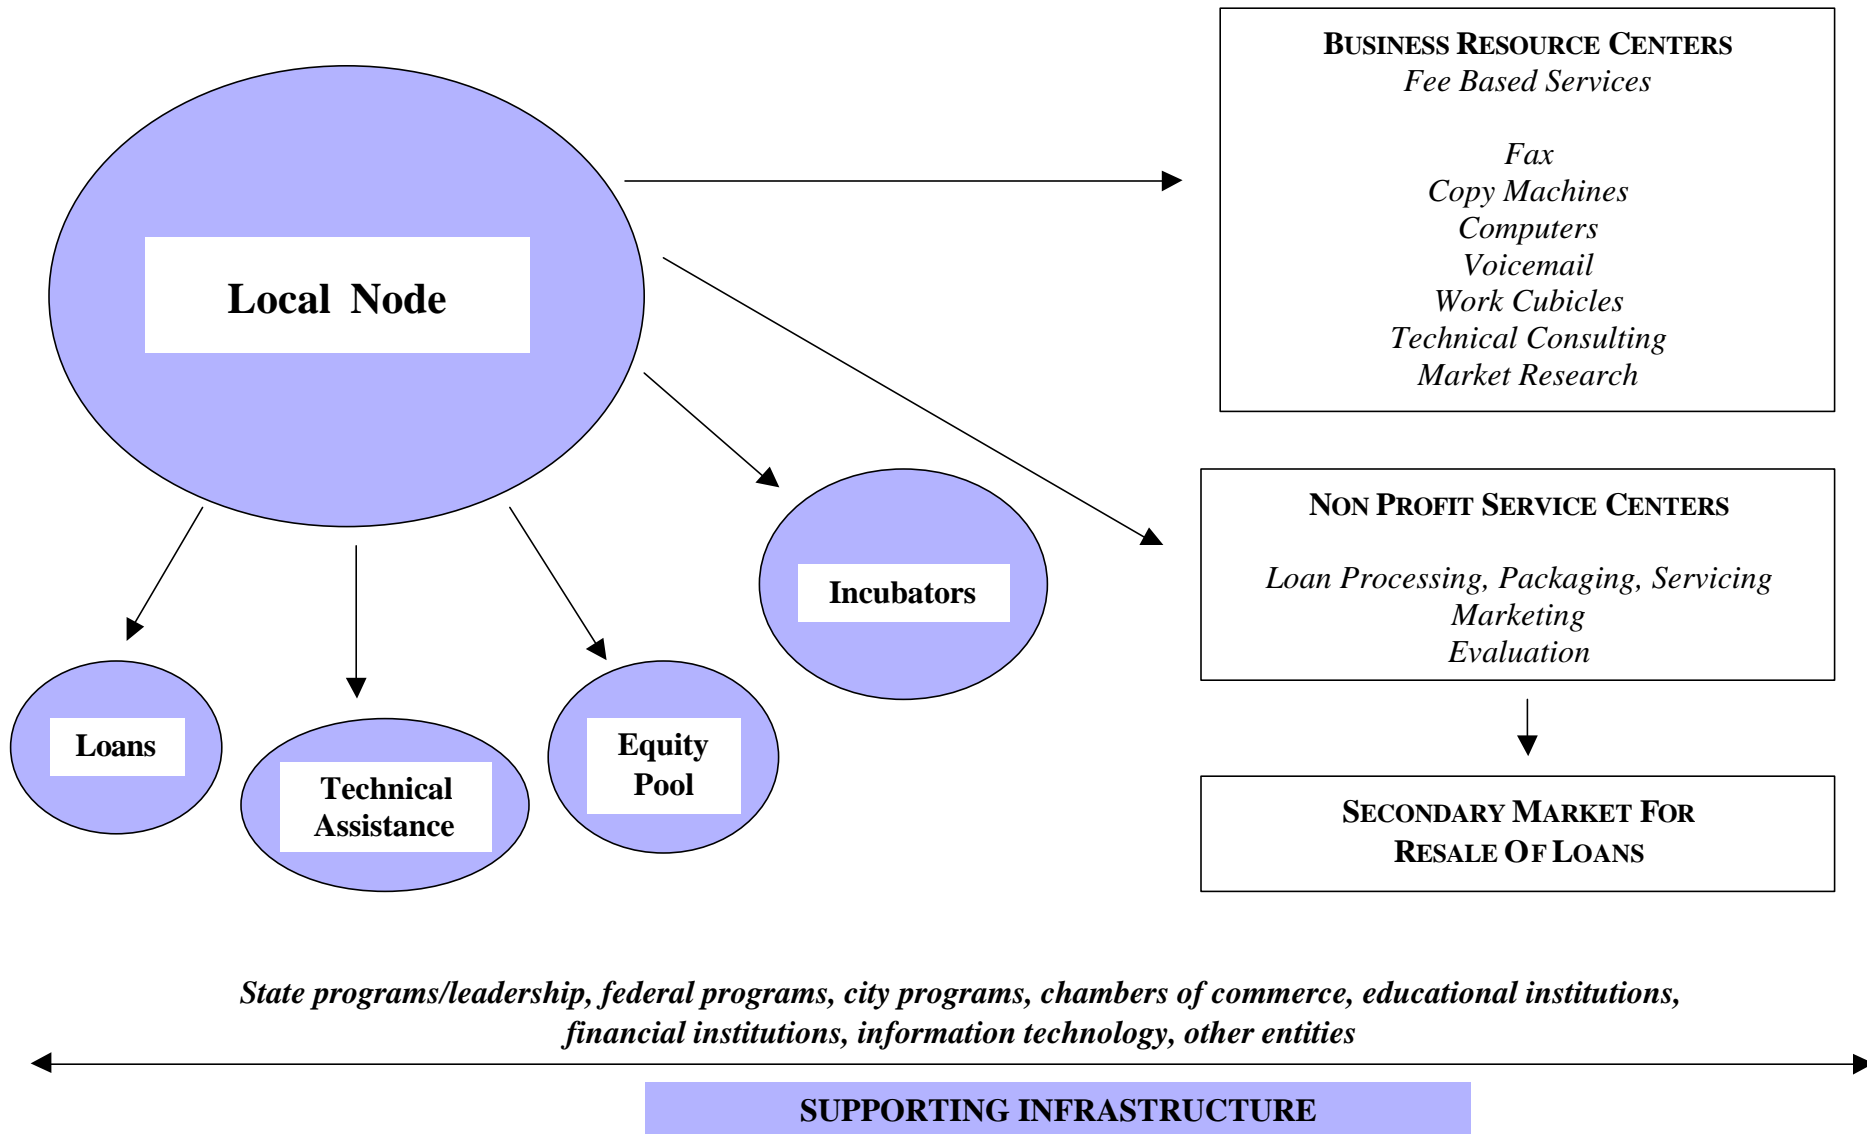 BUSINESS RESOURCE CENTERS
Fee Based Services
Fax
Copy Machines
Computers
Voicemail
Work Cubicles
Technical Consulting
Market Research
Local Node
NON PROFIT SERVICE CENTERS
Loan Processing, Packaging, Servicing
Marketing
Evaluation
Incubators
Loans
Technical
Assistance
Equity
Pool
SECONDARY MARKET FOR
RESALE OF LOANS
State programs/leadership, federal programs, city programs, chambers of commerce, educational institutions,
financial institutions, information technology, other entities
SUPPORTING INFRASTRUCTURE